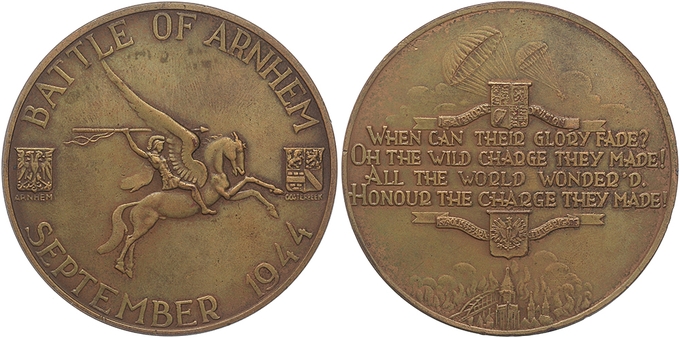 BATTLE OF ARNHEM
ARNHEM
OOSTERBEEK
SEPTEMBER 1944
WHEN CAN THEIR GLORY FADE?
OH THE WILD CHARGE THEY MADE!
ALL THE WORLD WONDER'D.
HONOUR THE CHARGE THEY MADE!